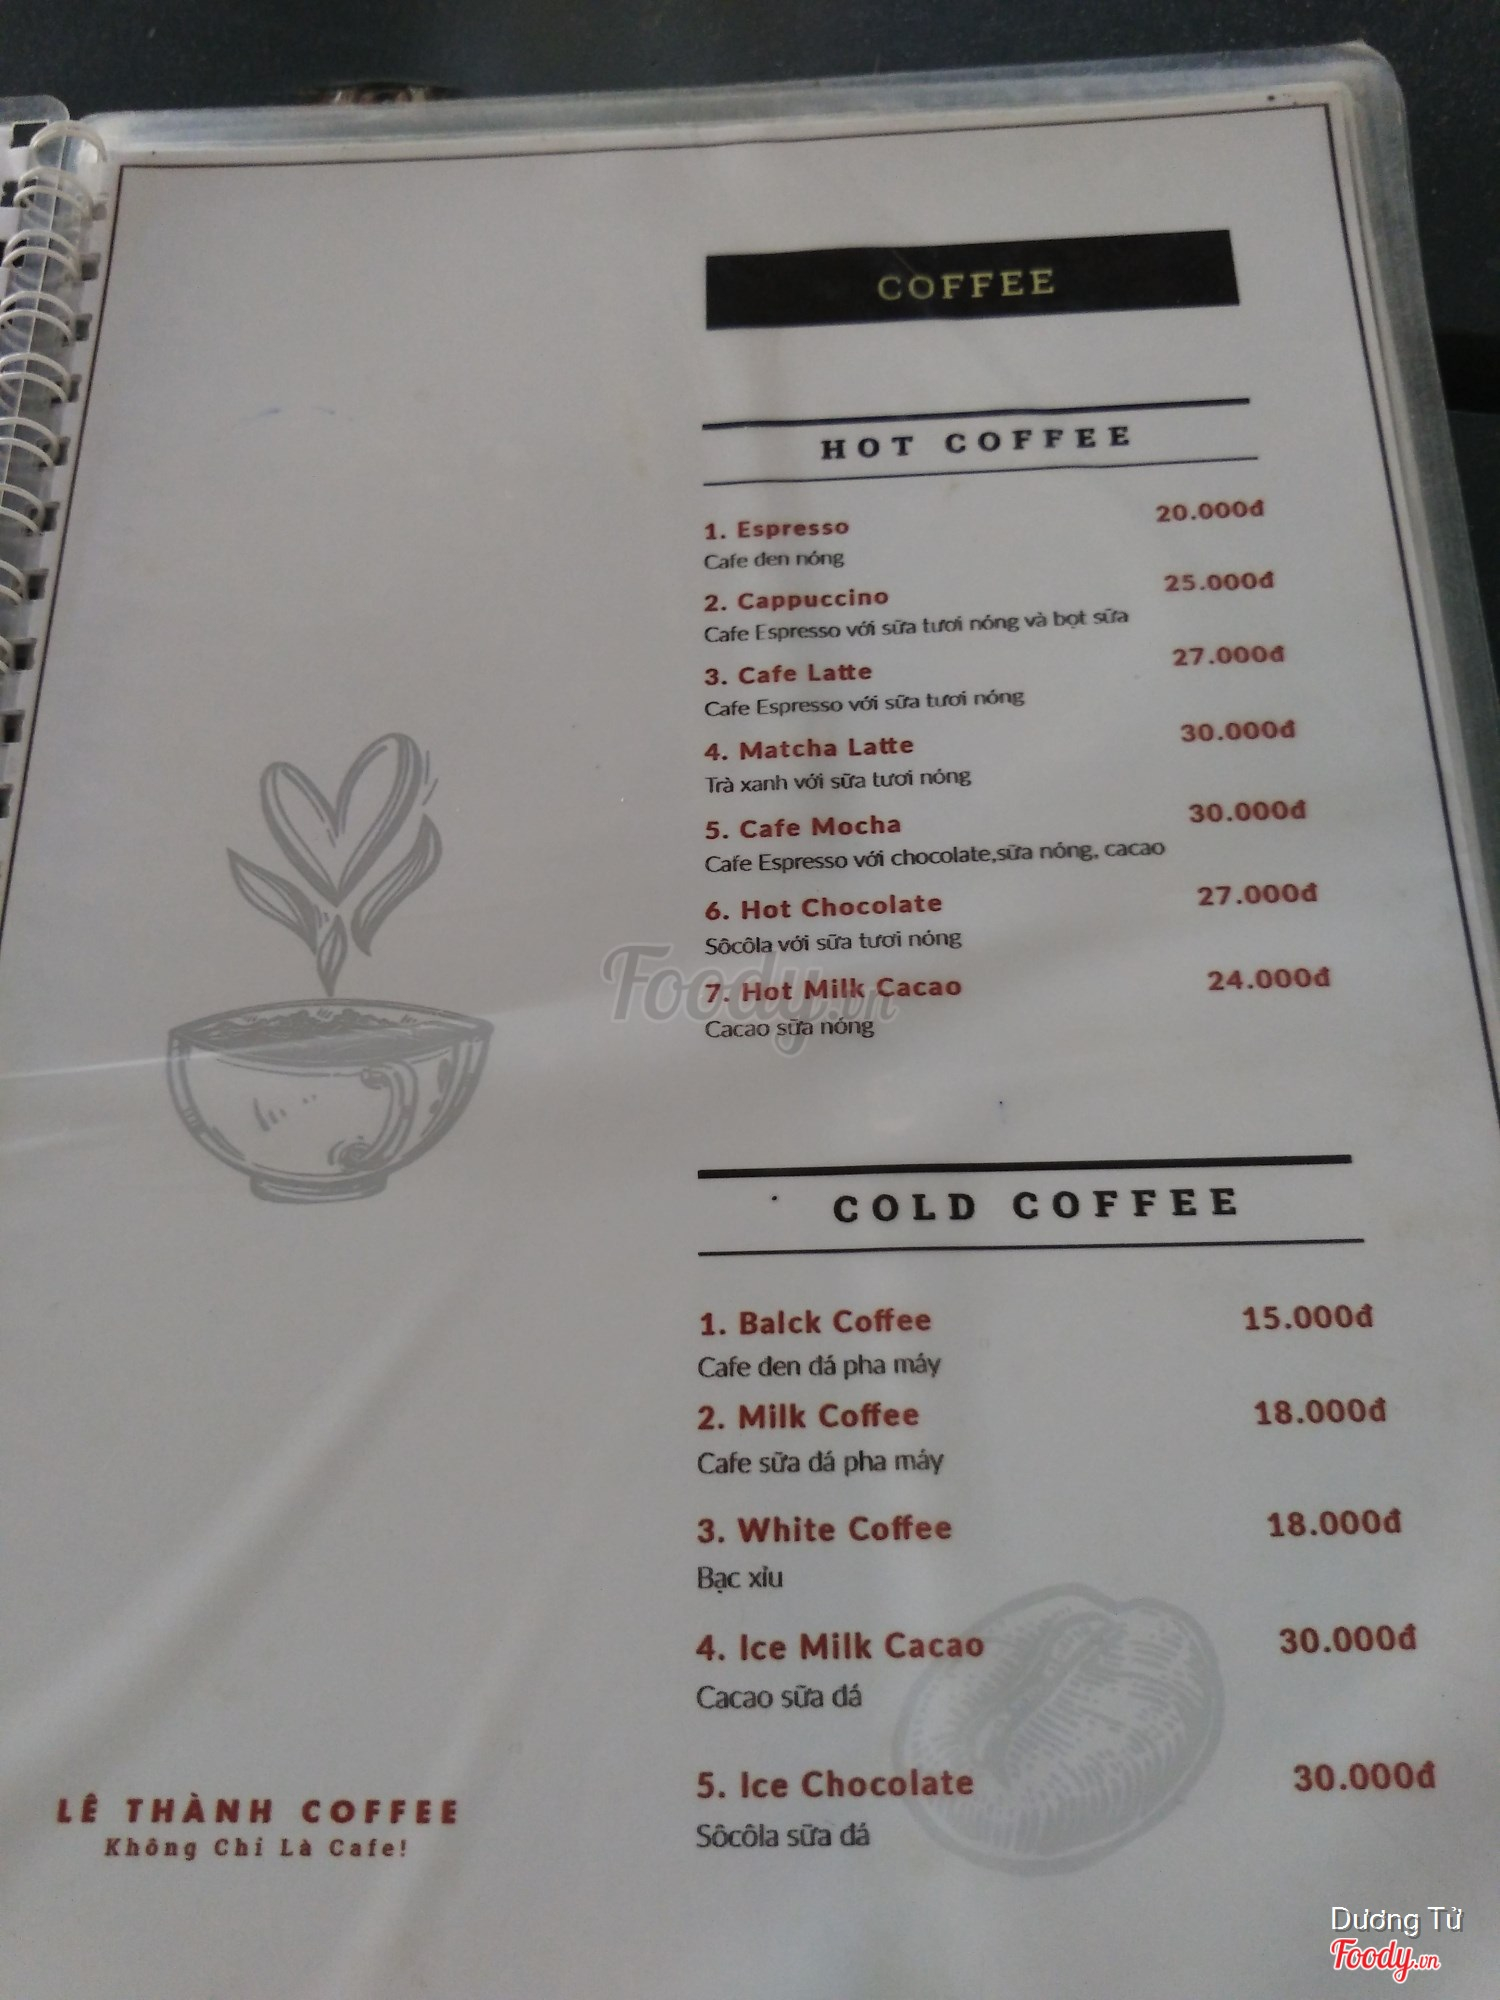 COFFEE
HOT COFFEE
1. Espresso 20.000đ
Cafe đen nóng
2. Cappuccino 25.000đ
Cafe Espresso với sữa tươi nóng và bọt sữa
3. Cafe Latte 27.000đ
Cafe Espresso với sữa tươi nóng
4. Matcha Latte 30.000đ
Trà xanh với sữa tươi nóng
5. Cafe Mocha 30.000đ
Cafe Espresso với chocolate,sữa nóng, cacao
6. Hot Chocolate 27.000đ
Sôcôla với sữa tươi nóng
7. Hot Milk Cacao 24.000đ
Cacao sữa nóng
Foody.vn
COLD COFFEE
1. Balck Coffee 15.000đ
Cafe đen đá pha máy
2. Milk Coffee 18.000đ
Cafe sữa đá pha máy
3. White Coffee 18.000đ
Bạc xỉu
4. Ice Milk Cacao 30.000đ
Cacao sữa đá
5. Ice Chocolate 30.000đ
Sôcôla sữa đá
LÊ THÀNH COFFEE
Không Chỉ Là Cafe!
Dương Tử
Foody.vn